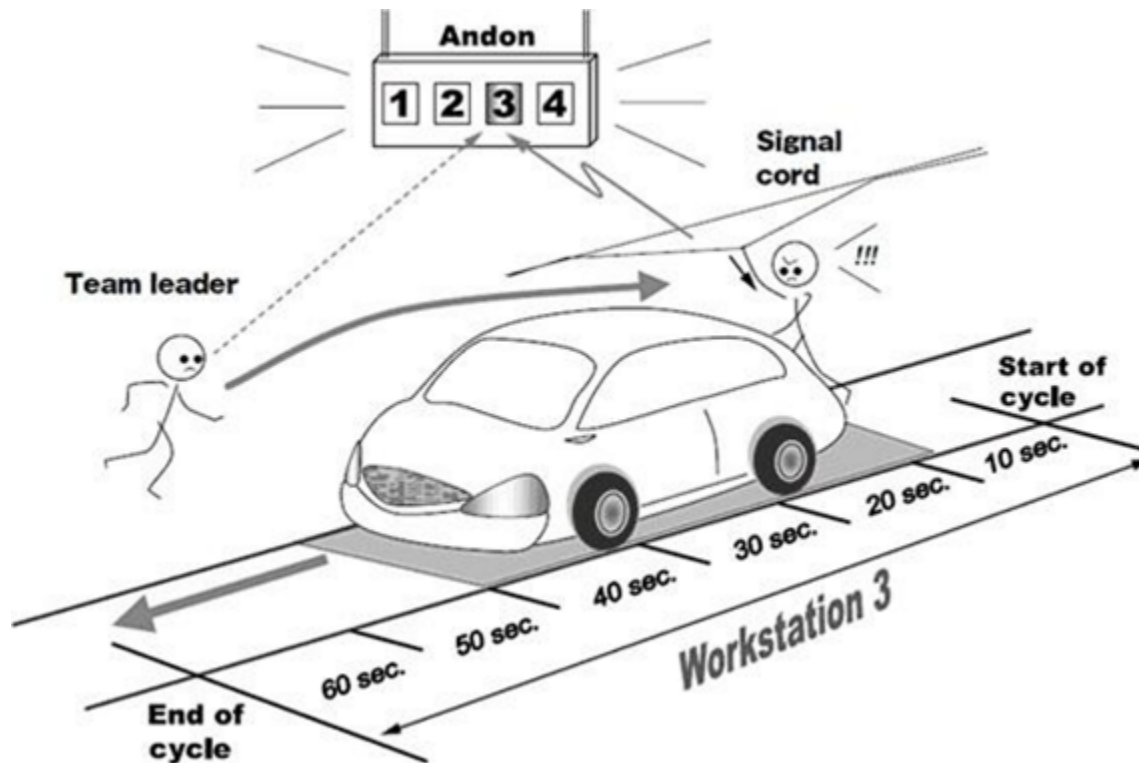 Andon
1 2 3 4
Signal
cord
!!!
Team leader
Start of
cycle
10 sec.
20 sec.
30 sec.
40 sec.
50 sec.
60 sec.
Workstation 3
End of
cycle